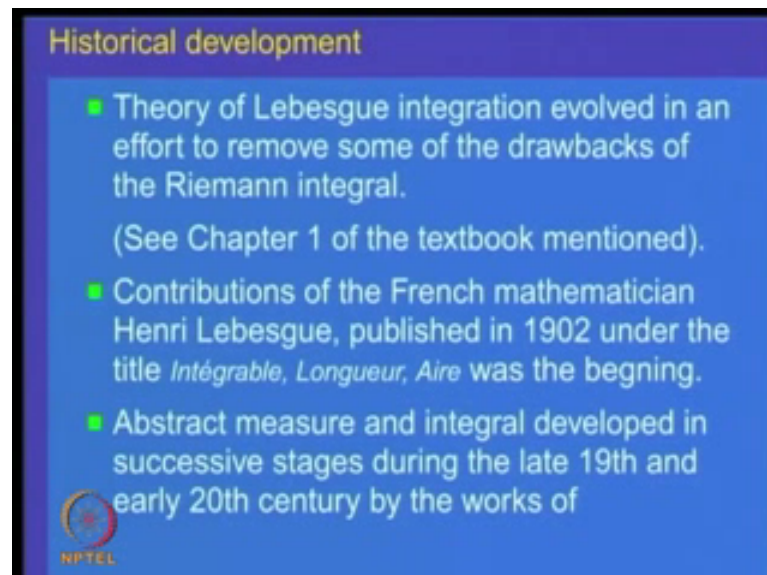 Historical development
Theory of Lebesgue integration evolved in an
effort to remove some of the drawbacks of
the Riemann integral.
(See Chapter 1 of the textbook mentioned).
Contributions of the French mathematician
Henri Lebesgue, published in 1902 under the
title Intégrable, Longueur, Aire was the begning.
Abstract measure and integral developed in
successive stages during the late 19th and
early 20th century by the works of
NPTEL